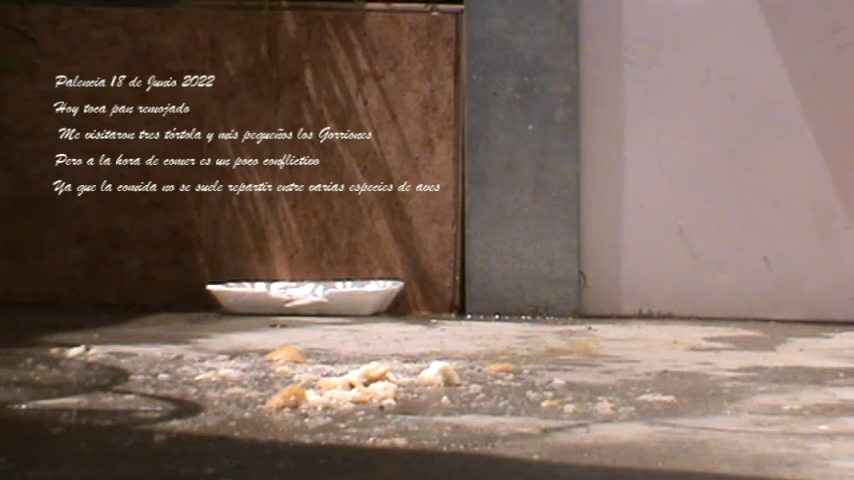 Palencia 18 de Junio 2022
Hoy toca pan remojado
Me visitaron tres tórtola y mis pequeños los Gorriones
Pero a la hora de comer es un poco conflictivo
Ya que la comida no se suele repartir entre varias especies de aves